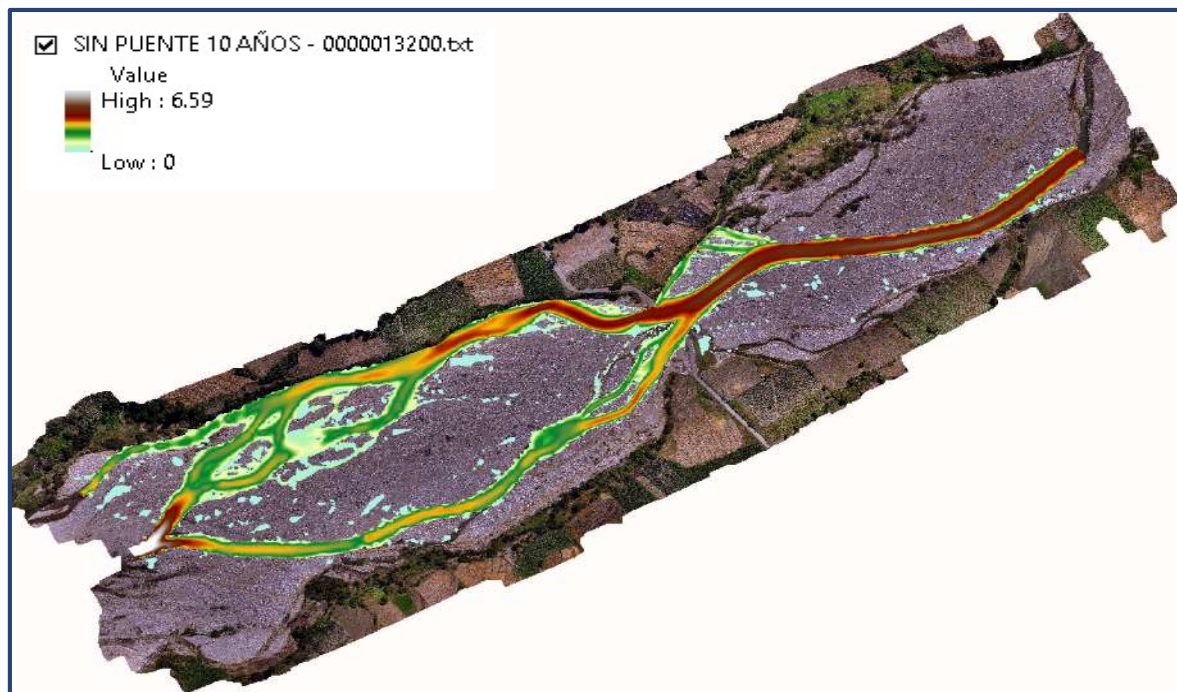 SIN PUENTE 10 AÑOS - 0000013200.txt
Value
High : 6.59
Low : 0